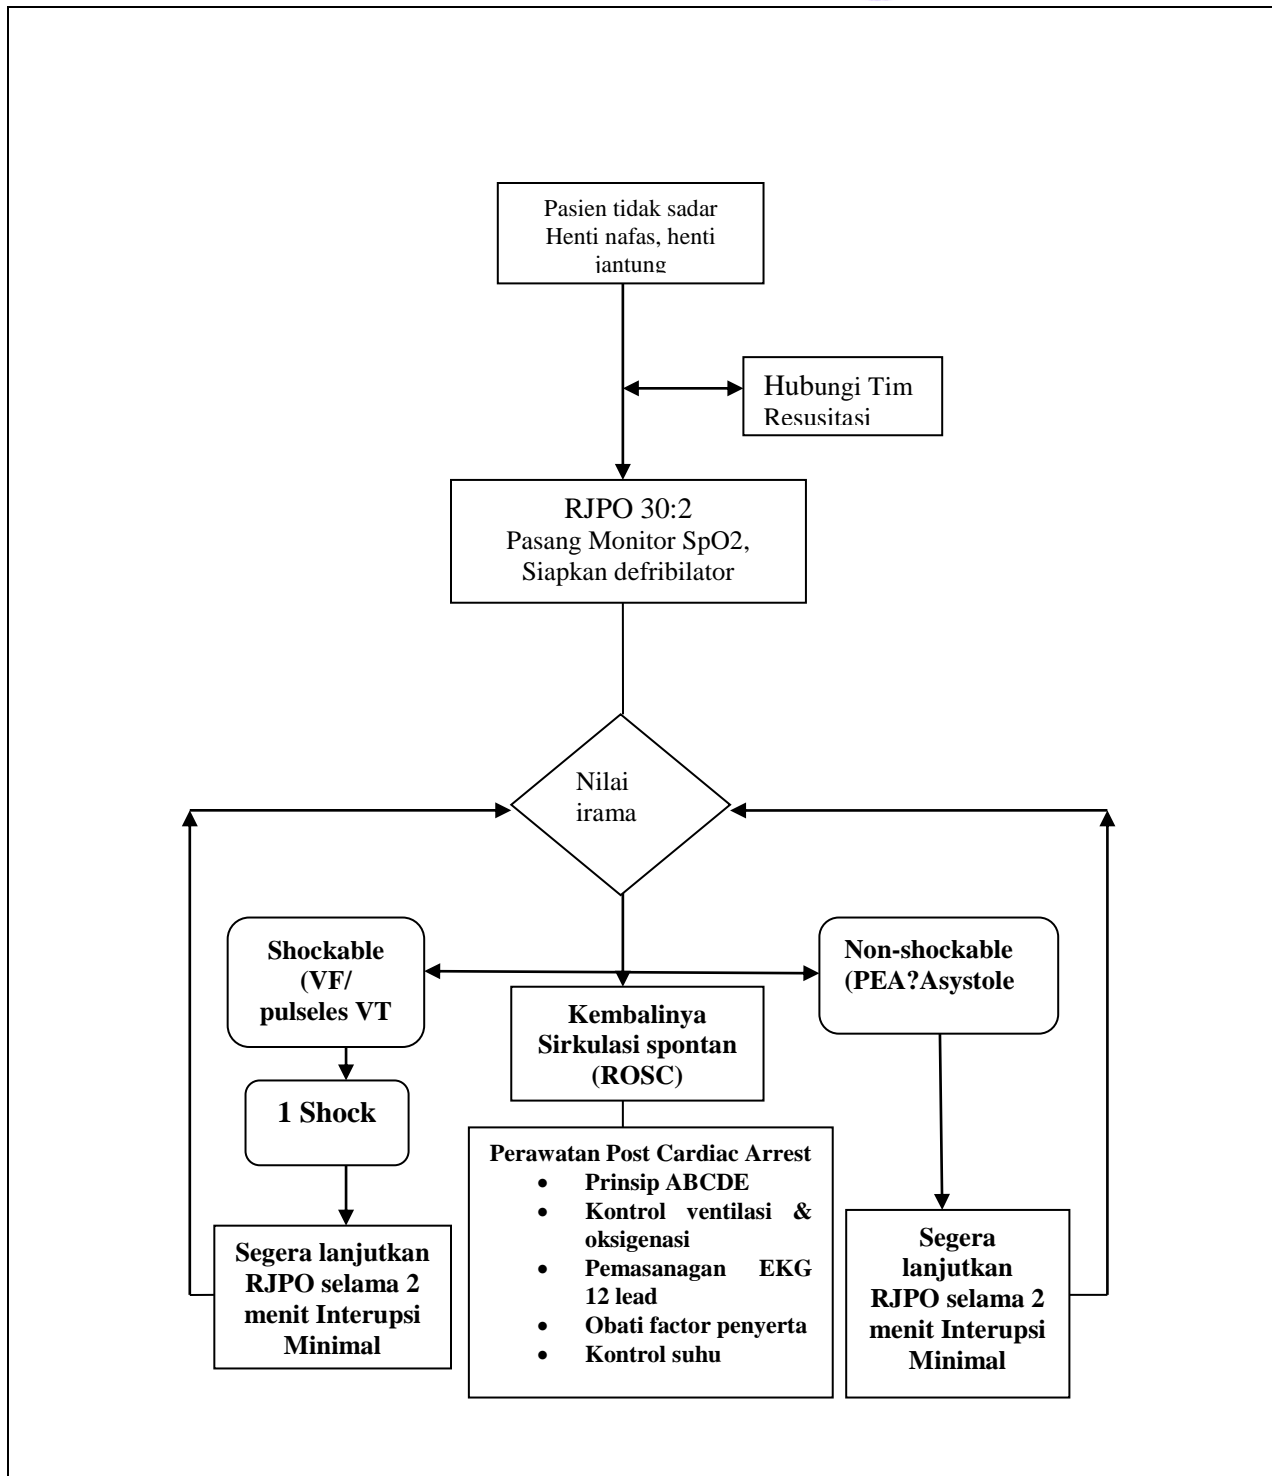 Pasien tidak sadar
Henti nafas, henti
jantung
Hubungi Tim
Resusitasi
RJPO 30:2
Pasang Monitor SpO2,
Siapkan defribilator
Nilai
irama
Shockable
(VF/
pulseles VT
Non-shockable
(PEA?Asystole
Kembalinya
Sirkulasi spontan
(ROSC)
1 Shock
Perawatan Post Cardiac Arrest
• Prinsip ABCDE
• Kontrol ventilasi &
oksigenasi
• Pemasanagan EKG
12 lead
• Obati factor penyerta
• Kontrol suhu
Segera lanjutkan
RJPO selama 2
menit Interupsi
Minimal
Segera
lanjutkan
RJPO selama 2
menit Interupsi
Minimal